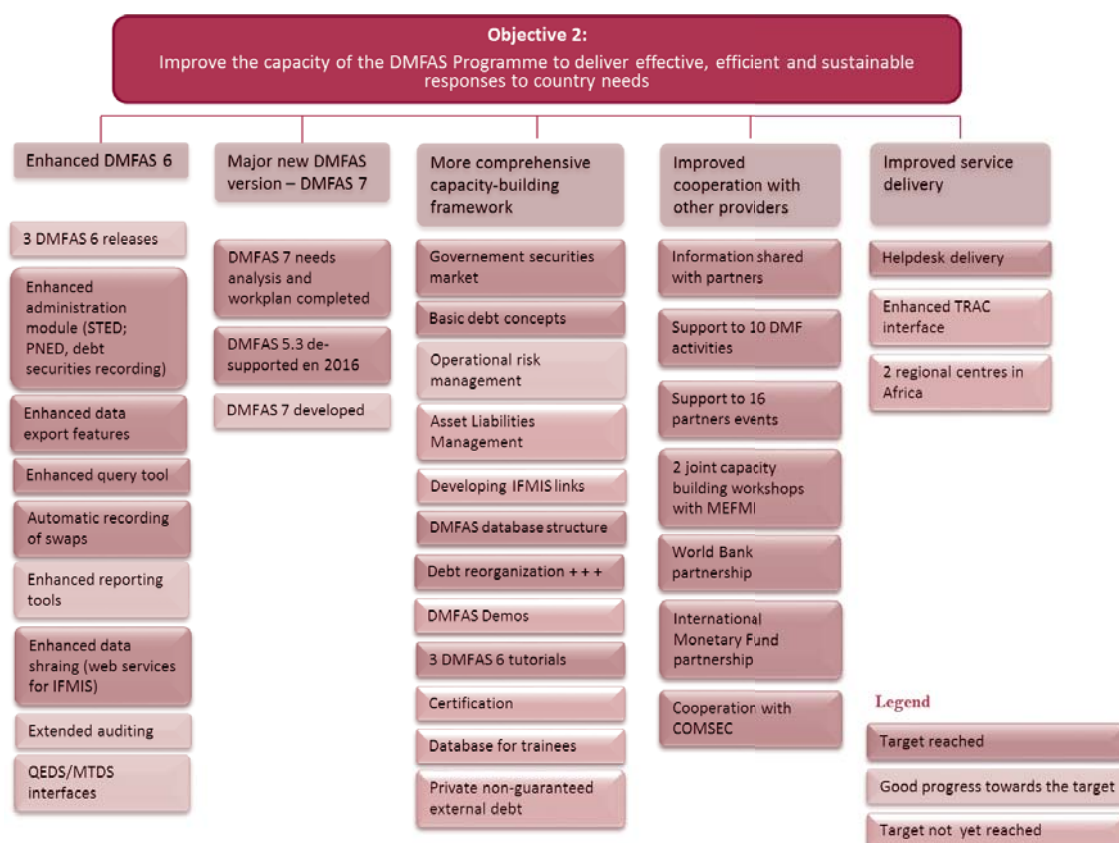 Objective 2:
Improve the capacity of the DMFAS Programme to deliver effective, efficient and sustainable
responses to country needs
Enhanced DMFAS 6
3 DMFAS 6 releases
Enhanced
administration
module (STED;
PNED, debt
securities recording)
Enhanced data
export features
Enhanced query tool
Automatic recording
of swaps
Enhanced reporting
tools
Enhanced data
shraing (web services
for IFMIS)
Extended auditing
QEDS/MTDS
interfaces
Major new DMFAS
version – DMFAS 7
DMFAS 7 needs
analysis and
workplan completed
DMFAS 5.3 de-
supported en 2016
DMFAS 7 developed
More comprehensive
capacity-building
framework
Governement securities
market
Basic debt concepts
Operational risk
management
Asset Liabilities
Management
Developing IFMIS links
DMFAS database structure
Debt reorganization + + +
DMFAS Demos
3 DMFAS 6 tutorials
Certification
Database for trainees
Private non-guaranteed
external debt
Improved
cooperation with
other providers
Information shared
with partners
Support to 10 DMF
activities
Support to 16
partners events
2 joint capacity
building workshops
with MEFMI
World Bank
partnership
International
Monetary Fund
partnership
Cooperation with
COMSEC
Improved service
delivery
Helpdesk delivery
Enhanced TRAC
interface
2 regional centres in
Africa
Legend
Target reached
Good progress towards the target
Target not yet reached